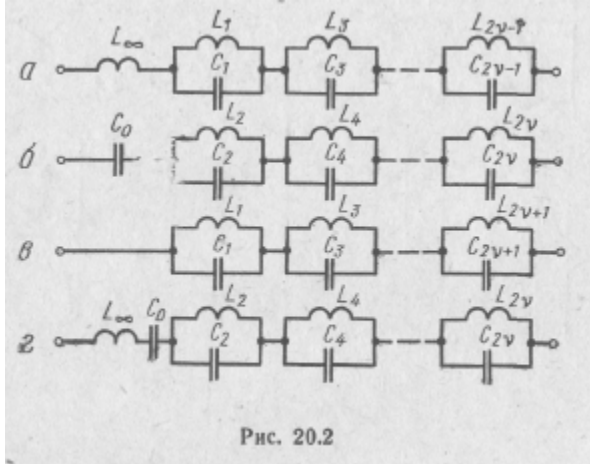 L∞ L1 L3 L2ν-1
а C1 C3 C2ν-1
C0 L2 L4 L2ν
б C2 C4 C2ν
L1 L3 L2ν+1
в C1 C3 C2ν+1
L∞ C0 L2 L4 L2ν
г C2 C4 C2ν
Рис. 20.2